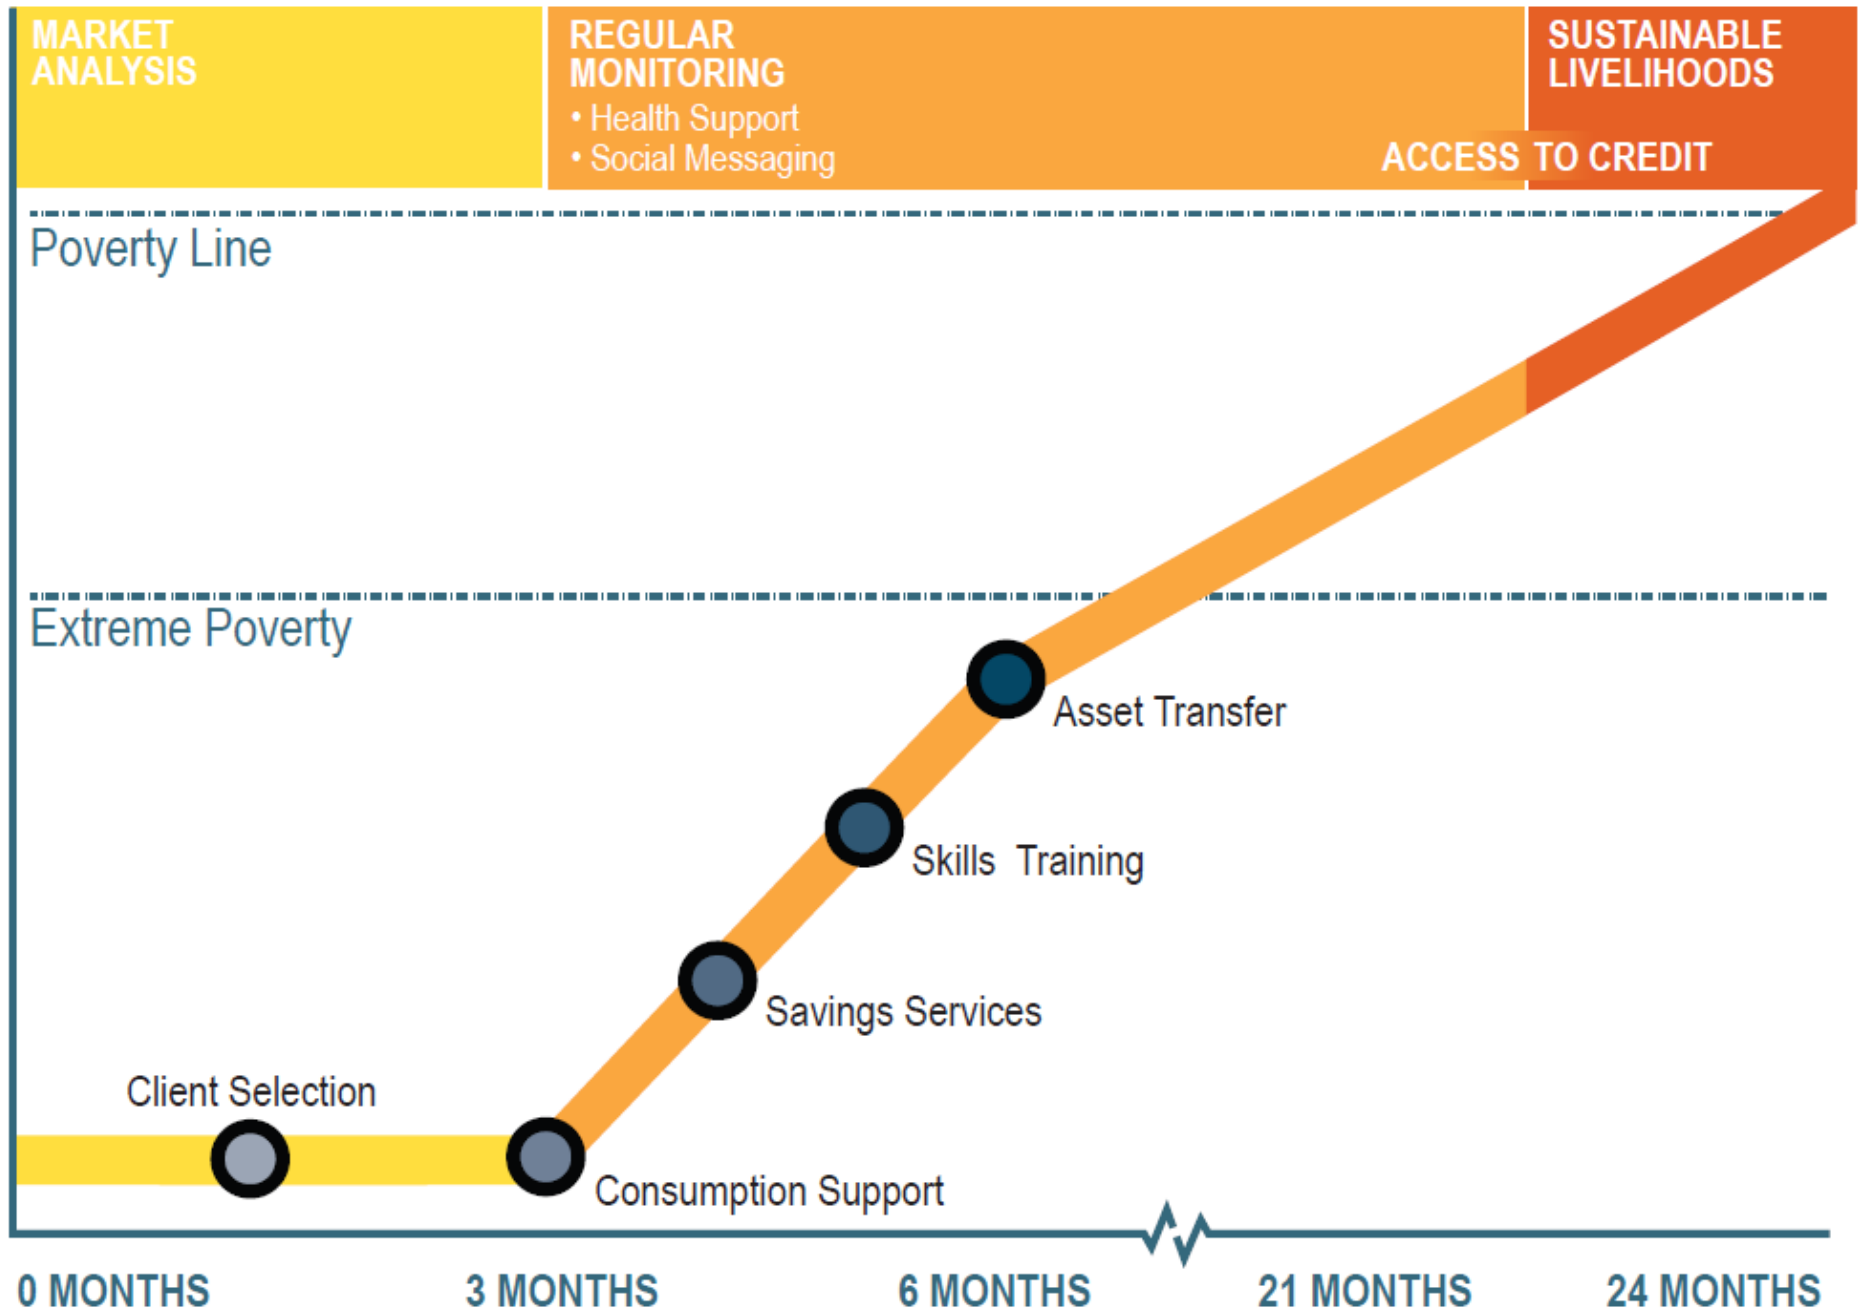 MARKET
ANALYSIS
REGULAR
MONITORING
• Health Support
• Social Messaging
SUSTAINABLE
LIVELIHOODS
ACCESS TO CREDIT
Poverty Line
Extreme Poverty
Asset Transfer
Skills Training
Savings Services
Client Selection
Consumption Support
0 MONTHS
3 MONTHS
6 MONTHS
21 MONTHS
24 MONTHS